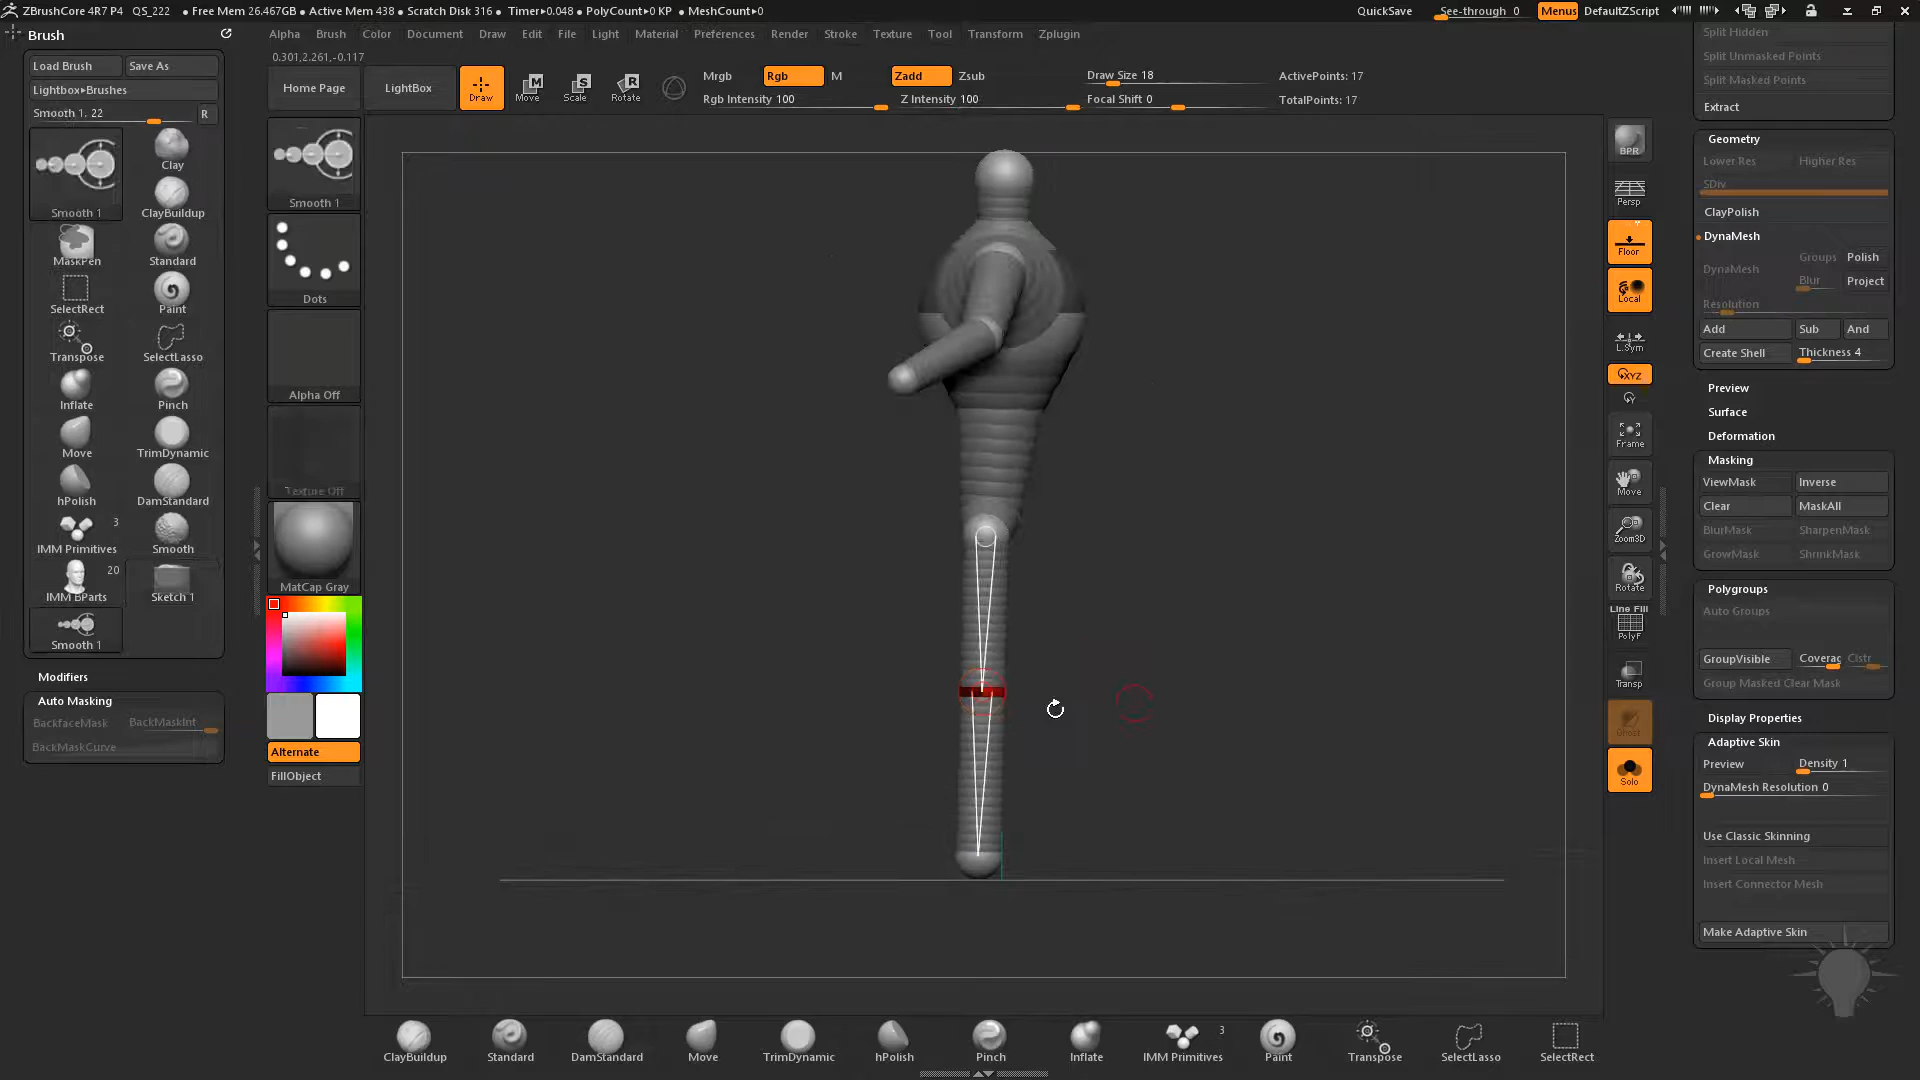 ZBrushCore 4R7 P4 QS_222 • Free Mem 26.467GB • Active Mem 438 • Scratch Disk 316 • Timer▸0.048 • PolyCount▸0 KP • MeshCount▸0 QuickSave See-through 0 Menus DefaultZScript
Brush
Alpha Brush Color Document Draw Edit File Light Material Preferences Render Stroke Texture Tool Transform Zplugin
0.301,2.261,-0.117
Load Brush Save As
Lightbox▸Brushes
Smooth 1. 22 R
Smooth 1
Clay
ClayBuildup
MaskPen
Standard
SelectRect
Paint
Transpose
SelectLasso
Inflate
Pinch
Move
TrimDynamic
hPolish
DamStandard
3
IMM Primitives
Smooth
20
IMM BParts
Sketch 1
Smooth 1
Modifiers
Auto Masking
BackfaceMask BackMaskInt
BackMaskCurve
Home Page LightBox Draw Move Scale Rotate
Mrgb Rgb M Zadd Zsub Draw Size 18 ActivePoints: 17
Rgb Intensity 100 Z Intensity 100 Focal Shift 0 TotalPoints: 17
Smooth 1
Dots
Alpha Off
Texture Off
MatCap Gray
Alternate
FillObject
BPR
Persp
Floor
Local
L.Sym
XYZ
Y
Frame
Move
Zoom3D
Rotate
Line Fill
PolyF
Transp
Ghost
Solo
Split Hidden
Split Unmasked Points
Split Masked Points
Extract
Geometry
Lower Res Higher Res
SDiv
ClayPolish
DynaMesh
DynaMesh Groups Polish
Blur Project
Resolution
Add Sub And
Create Shell Thickness 4
Preview
Surface
Deformation
Masking
ViewMask Inverse
Clear MaskAll
BlurMask SharpenMask
GrowMask ShrinkMask
Polygroups
Auto Groups
GroupVisible Coverag Clstr
Group Masked Clear Mask
Display Properties
Adaptive Skin
Preview Density 1
DynaMesh Resolution 0
Use Classic Skinning
Insert Local Mesh
Insert Connector Mesh
Make Adaptive Skin
ClayBuildup Standard DamStandard Move TrimDynamic hPolish Pinch Inflate IMM Primitives 3 Paint Transpose SelectLasso SelectRect